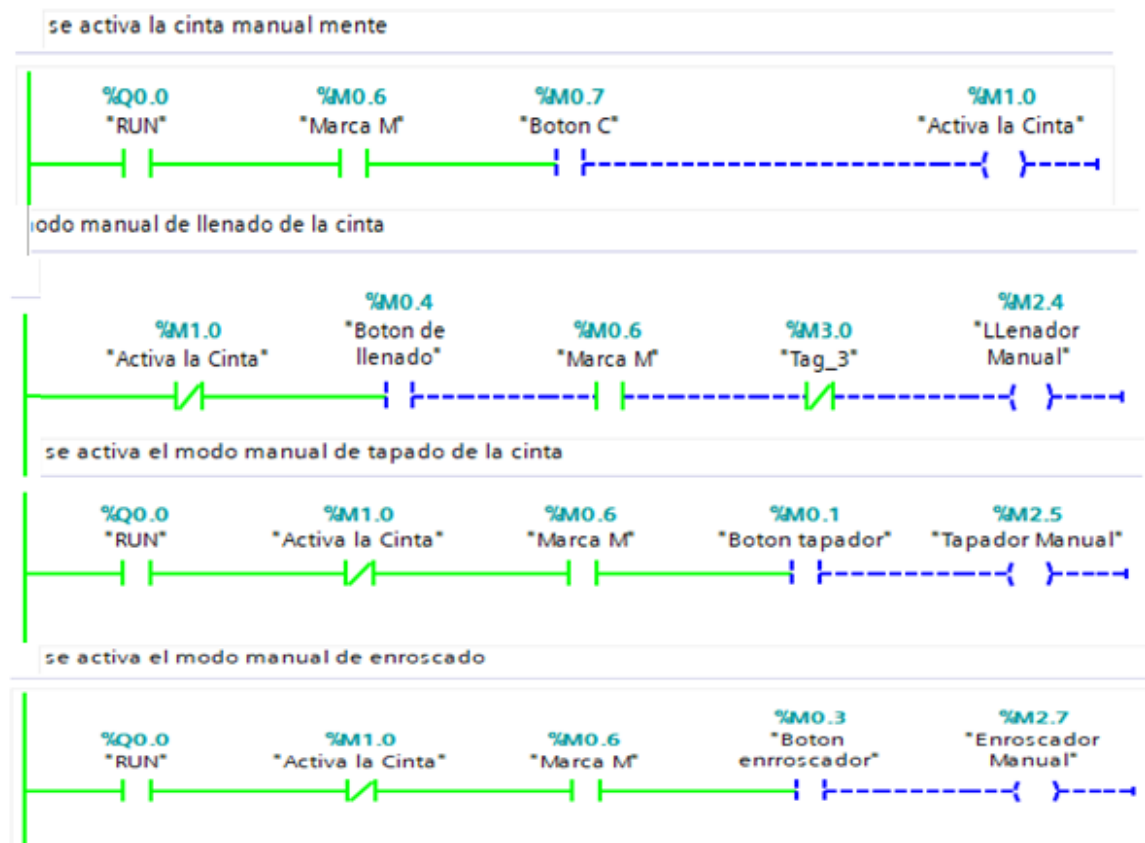 se activa la cinta manual mente
%Q0.0 %M0.6 %M0.7 %M1.0
"RUN" "Marca M" "Boton C" "Activa la Cinta"
odo manual de llenado de la cinta
%M0.4 %M2.4
%M1.0 "Boton de %M0.6 %M3.0 "LLenador
"Activa la Cinta" llenado" "Marca M" "Tag_3" Manual"
se activa el modo manual de tapado de la cinta
%Q0.0 %M1.0 %M0.6 %M0.1 %M2.5
"RUN" "Activa la Cinta" "Marca M" "Boton tapador" "Tapador Manual"
se activa el modo manual de enroscado
%M0.3 %M2.7
%Q0.0 %M1.0 %M0.6 "Boton "Enroscador
"RUN" "Activa la Cinta" "Marca M" enrroscador" Manual"